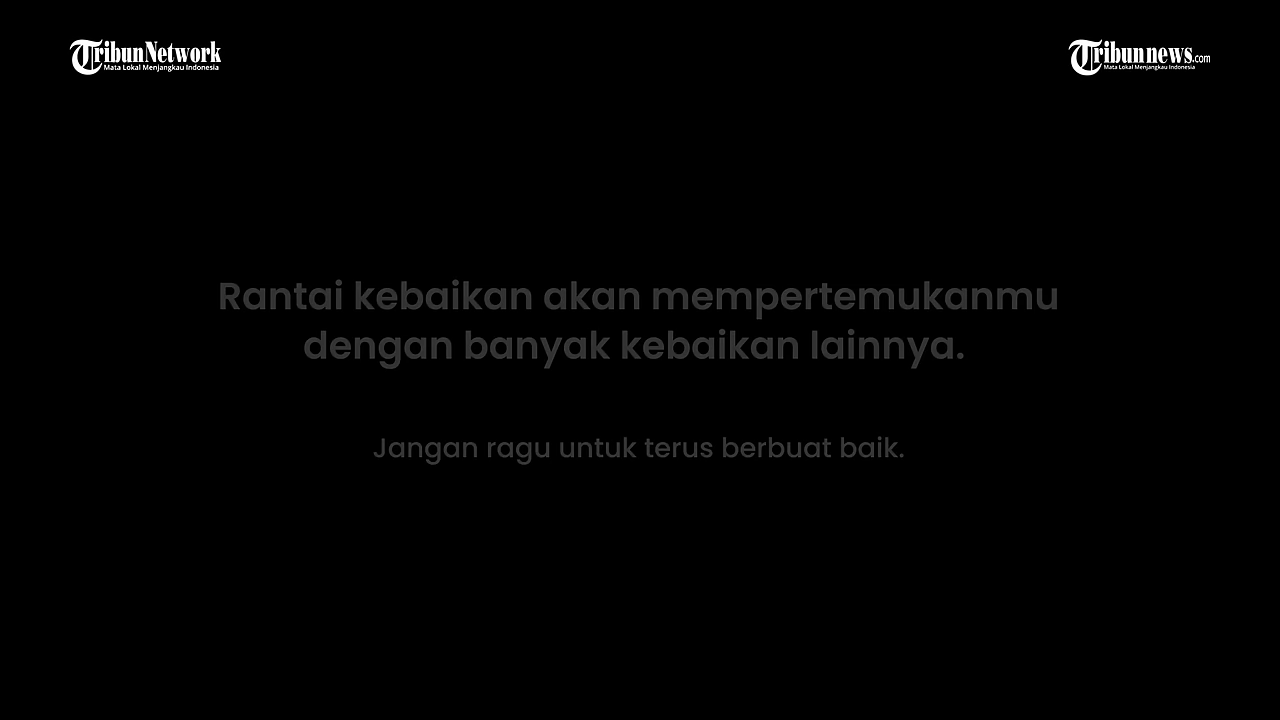 TribunNetwork
Mata Lokal Menjangkau Indonesia
Tribunnews.com
Mata Lokal Menjangkau Indonesia
Rantai kebaikan akan mempertemukanmu
dengan banyak kebaikan lainnya.
Jangan ragu untuk terus berbuat baik.